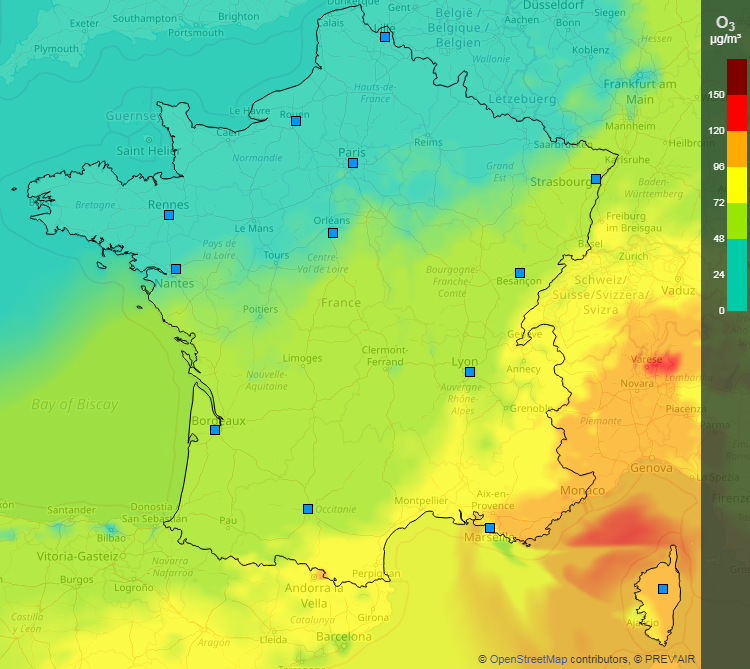 Dunkerque
Gent
Düsseldorf
Exeter
Southampton
Brighton
Portsmouth
Calais
Lille
België /
Belgique /
Belgien
Aachen
Bonn
Siegen
Hessen
Plymouth
Koblenz
Wallonie
O₃
µg/m³
Guernsey
Le Havre
Rouen
Hauts-de-
France
Lëtzebuerg
Frankfurt am
Main
150
Saint Helier
Caen
Normandie
Paris
Reims
Grand
Est
Saarbrücken
Mannheim
Heilbronn
Karlsruhe
120
96
Bretagne
Rennes
Le Mans
Orléans
Strasbourg
Baden-
Württemberg
72
Pays de
la Loire
Tours
Centre-
Val de Loire
Freiburg
im Breisgau
Basel
Zürich
48
Nantes
Bourgogne-
Franche-
Comté
Besançon
Schweiz/
Suisse/Svizzera/
Svizra
Vaduz
24
France
Poitiers
0
Genève
Limoges
Clermont-
Ferrand
Lyon
Annecy
Varese
Novara
Lombardia
Nouvelle-
Aquitaine
Auvergne-
Rhône-
Alpes
Grenoble
Bay of Biscay
Bordeaux
Piemonte
Piacenza
Parma
Genova
La Spezia
Santander
Donostia
San Sebastián
Bilbao
Pau
Occitanie
Montpellier
Aix-en-
Provence
Monaco
Marseille
Firenze
Vitoria-Gasteiz
Navarra
- Nafarroa
Burgos
Logroño
Andorra la
Vella
Perpignan
Castilla
y León
Aragón
Catalunya
Girona
Lleida
Barcelona
Tarragona
Ajaccio
© OpenStreetMap contributors, © PREV'AIR